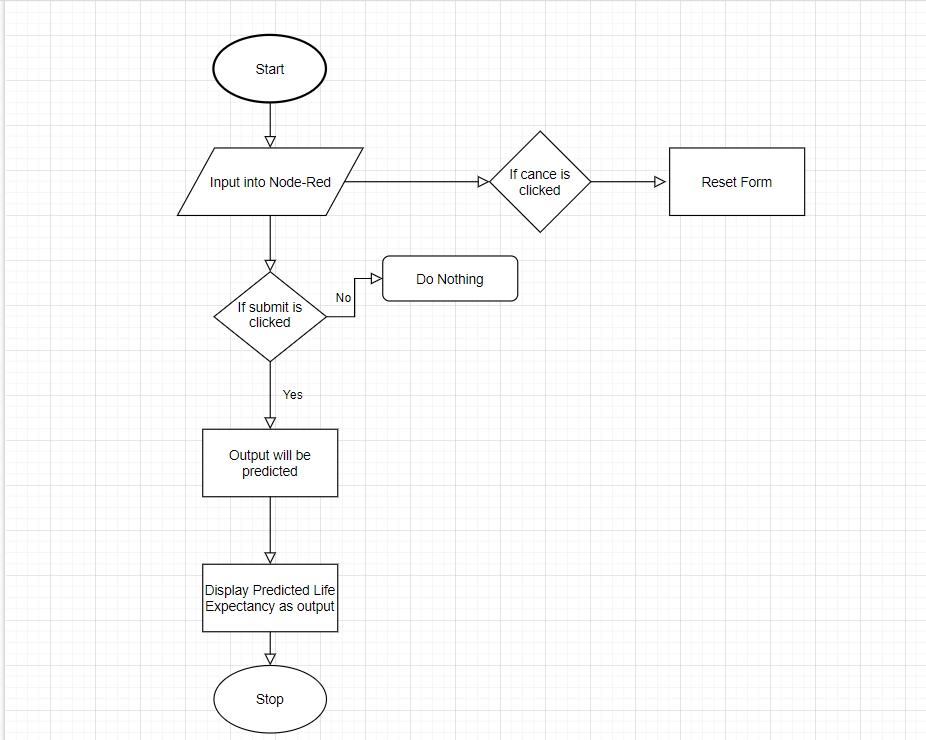 Start
Input into Node-Red
If cance is
clicked
Reset Form
If submit is
clicked
No
Do Nothing
Yes
Output will be
predicted
Display Predicted Life
Expectancy as output
Stop